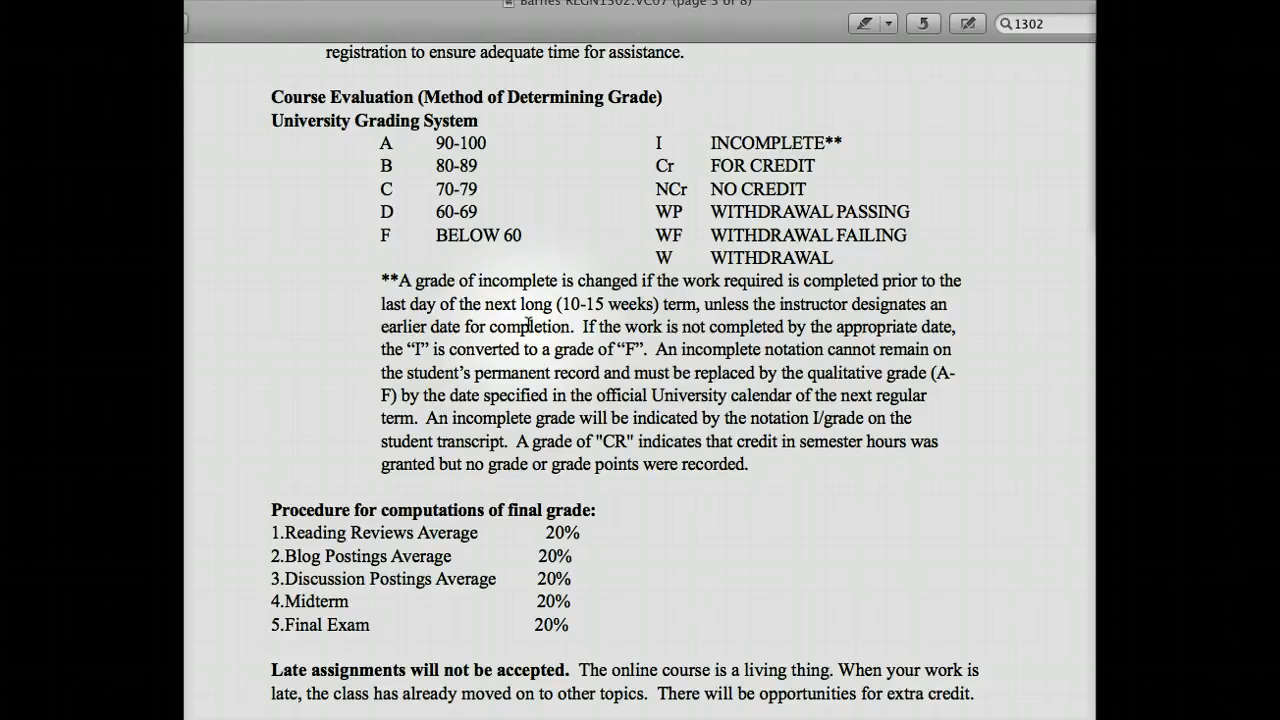 Barnes RLGN1302.VC07 (page 5 of 8)
1302
registration to ensure adequate time for assistance.
Course Evaluation (Method of Determining Grade)
University Grading System
A 90-100 I INCOMPLETE**
B 80-89 Cr FOR CREDIT
C 70-79 NCr NO CREDIT
D 60-69 WP WITHDRAWAL PASSING
F BELOW 60 WF WITHDRAWAL FAILING
W WITHDRAWAL
**A grade of incomplete is changed if the work required is completed prior to the
last day of the next long (10-15 weeks) term, unless the instructor designates an
earlier date for completion. If the work is not completed by the appropriate date,
the “I” is converted to a grade of “F”. An incomplete notation cannot remain on
the student’s permanent record and must be replaced by the qualitative grade (A-
F) by the date specified in the official University calendar of the next regular
term. An incomplete grade will be indicated by the notation I/grade on the
student transcript. A grade of "CR" indicates that credit in semester hours was
granted but no grade or grade points were recorded.
Procedure for computations of final grade:
1.Reading Reviews Average 20%
2.Blog Postings Average 20%
3.Discussion Postings Average 20%
4.Midterm 20%
5.Final Exam 20%
Late assignments will not be accepted. The online course is a living thing. When your work is
late, the class has already moved on to other topics. There will be opportunities for extra credit.